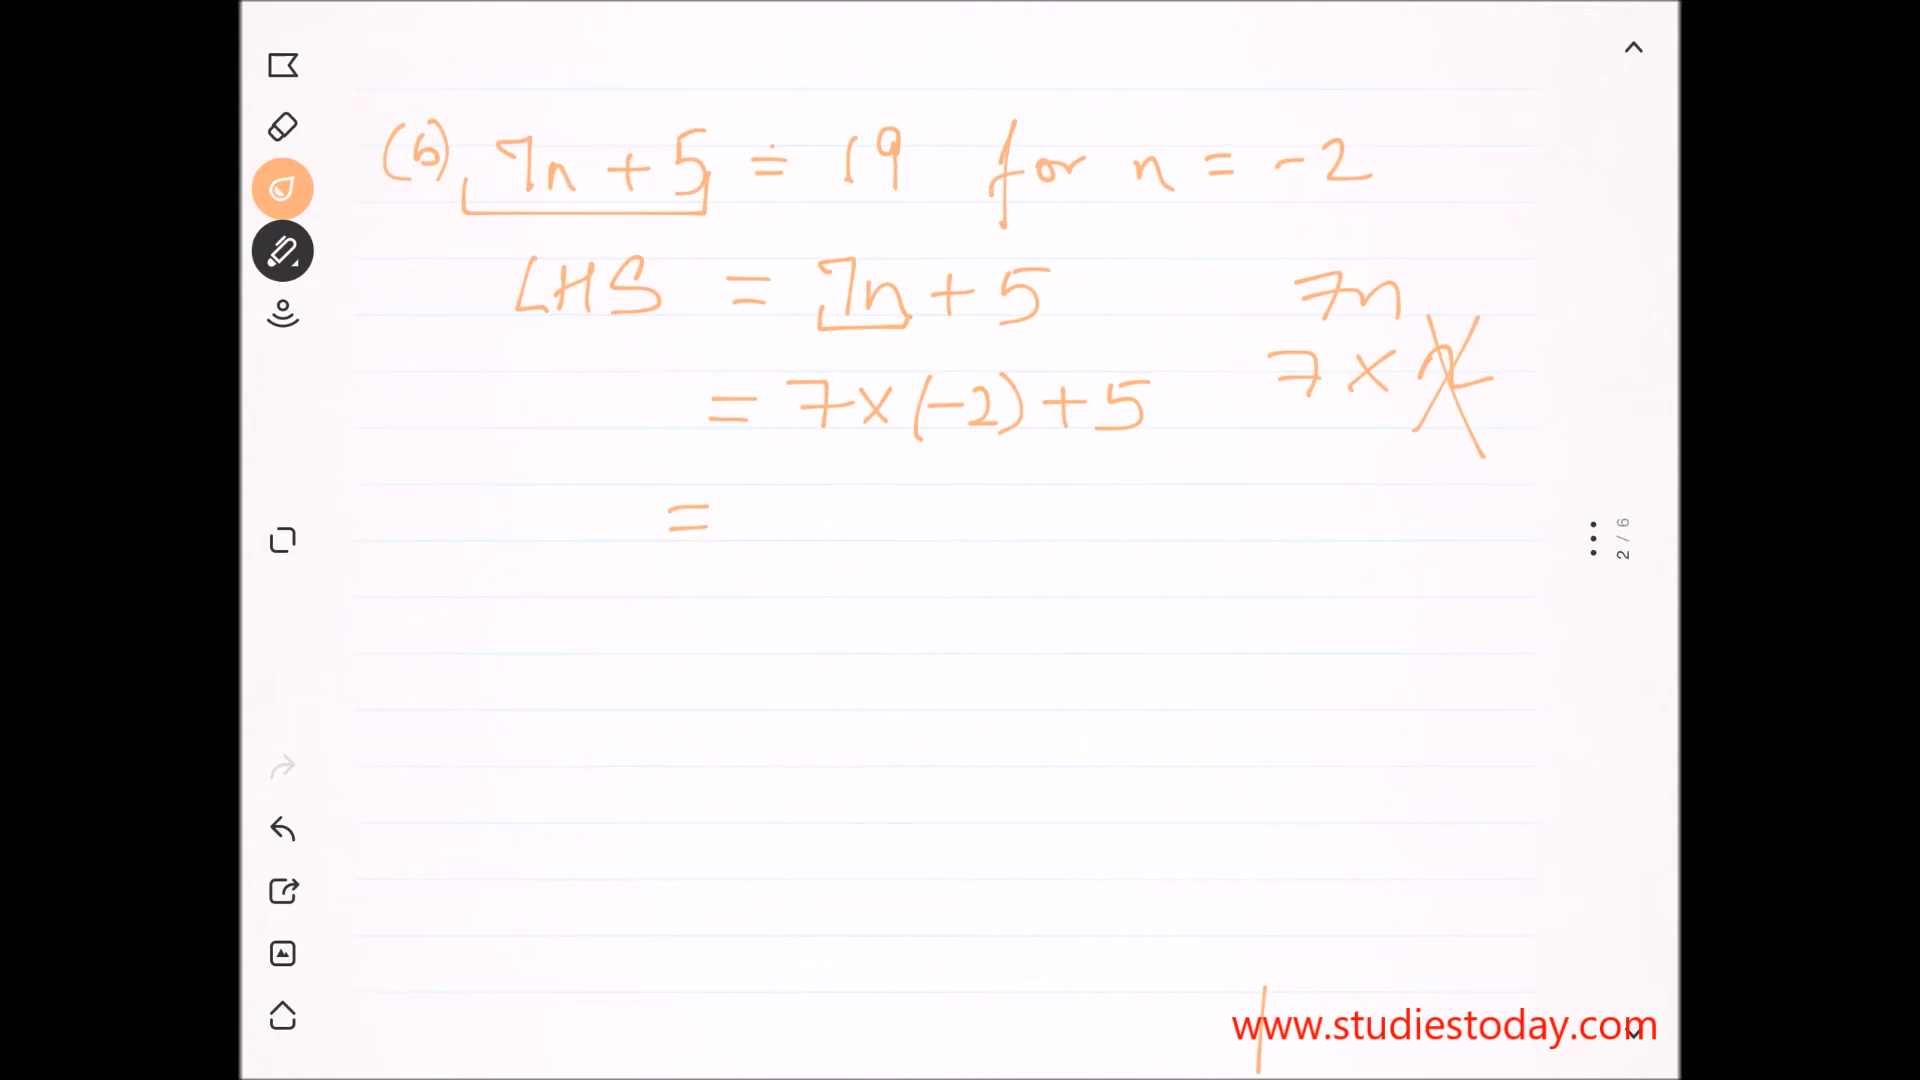 (b) 7n + 5 = 19 for n = -2
LHS = 7n + 5
7n
= 7 × (-2) + 5
7 ×
=
2 / 6
www.studiestoday.com